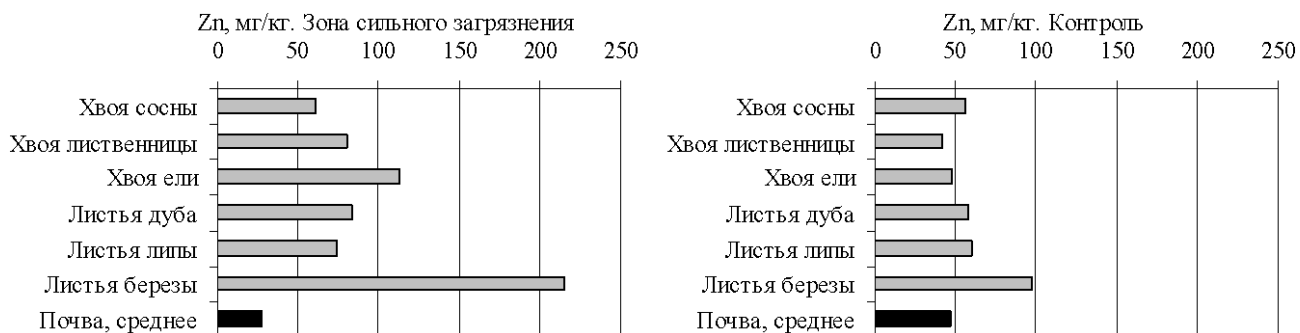 Zn, мг/кг. Зона сильного загрязнения
0 50 100 150 200 250
Хвоя сосны
Хвоя лиственницы
Хвоя ели
Листья дуба
Листья липы
Листья березы
Почва, среднее
Zn, мг/кг. Контроль
0 50 100 150 200 250
Хвоя сосны
Хвоя лиственницы
Хвоя ели
Листья дуба
Листья липы
Листья березы
Почва, среднее